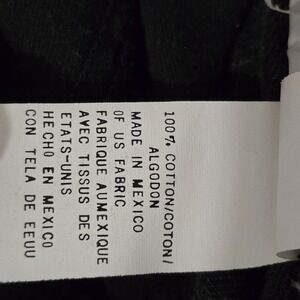 100% COTTON/COTON/
ALGODON
MADE IN MEXICO
OF US FABRIC
FABRIQUE AUMEXIQUE
AVEC TISSUS DES
ETATS-UNIS
HECHO EN MEXICO
CON TELA DE EEUU